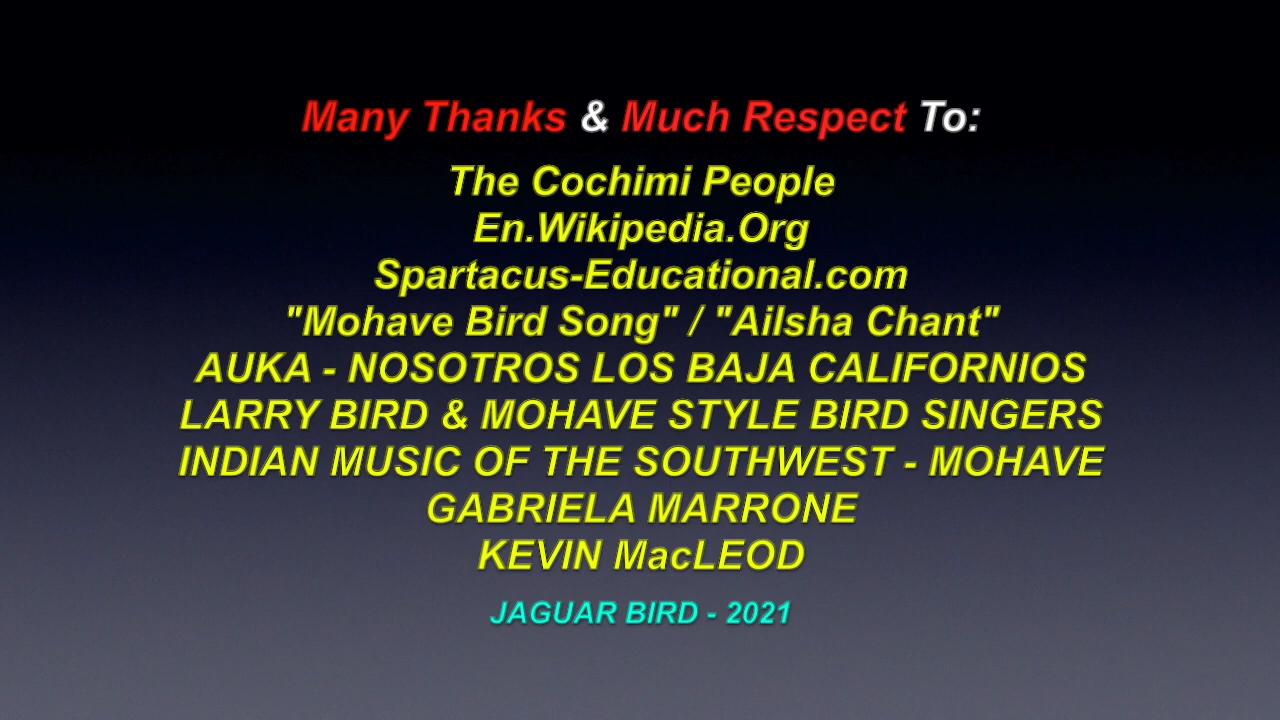 Many Thanks & Much Respect To:
The Cochimi People
En.Wikipedia.Org
Spartacus-Educational.com
"Mohave Bird Song" / "Ailsha Chant"
AUKA - NOSOTROS LOS BAJA CALIFORNIOS
LARRY BIRD & MOHAVE STYLE BIRD SINGERS
INDIAN MUSIC OF THE SOUTHWEST - MOHAVE
GABRIELA MARRONE
KEVIN MacLEOD
JAGUAR BIRD - 2021